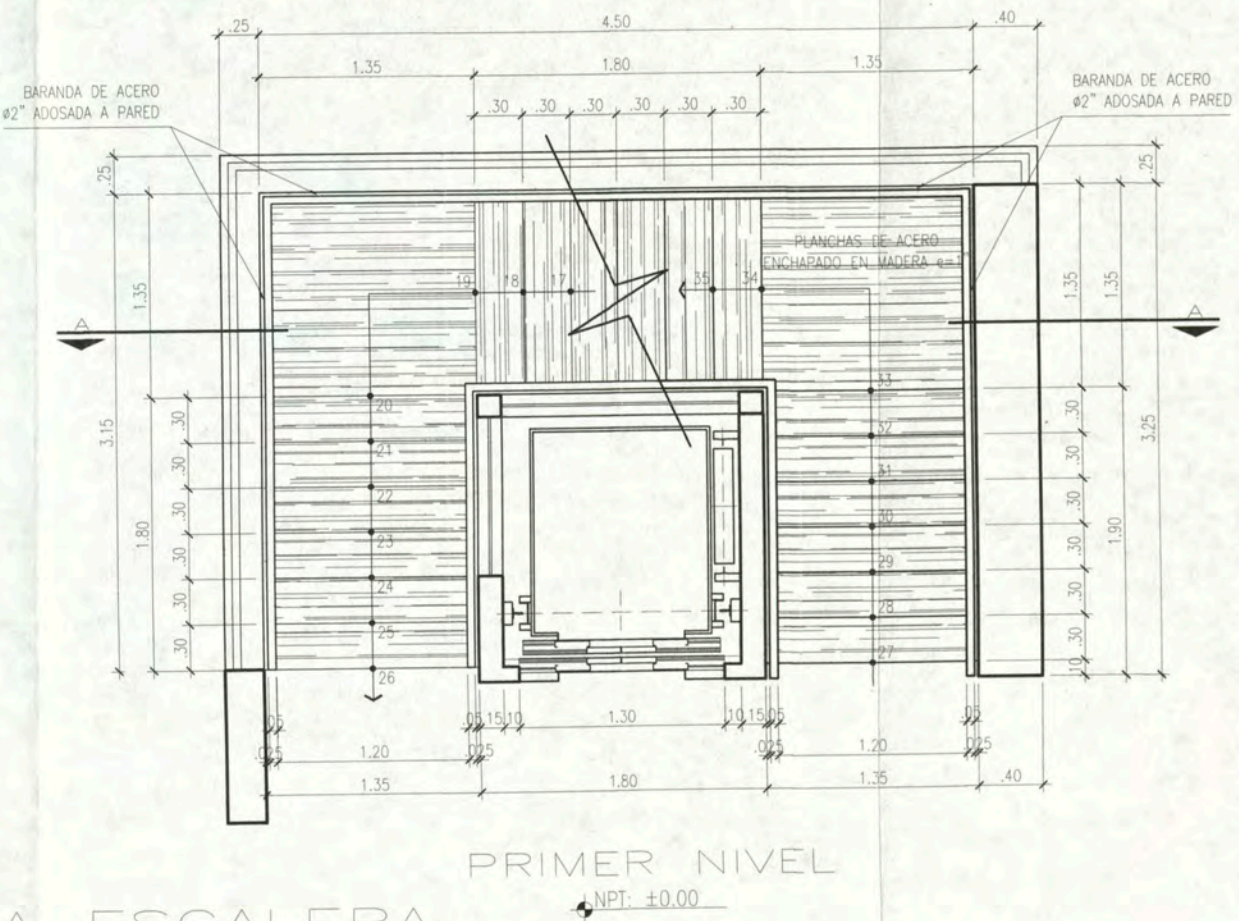 .25
4.50
.40
1.35
1.80
1.35
BARANDA DE ACERO
ø2" ADOSADA A PARED
BARANDA DE ACERO
ø2" ADOSADA A PARED
.30 .30 .30 .30 .30 .30
.25
.25
PLANCHAS DE ACERO
ENCHAPADO EN MADERA e=1"
19 18 17 35 34
1.35
1.35
1.35
A
A
33
20
.30
.30
32
21
3.15
.30
.30
3.25
31
22
.30
.30
30
23
1.80
.30
.30
1.90
29
24
.30
.30
28
25
.30
.30
27
26
.10
.05 .05 .15 .10 1.30 .10 .15 .05 .05
.025 1.20 .025 .025 1.20 .025
1.35 1.80 1.35 .40
PRIMER NIVEL
NPT: ±0.00
A ESCALERA